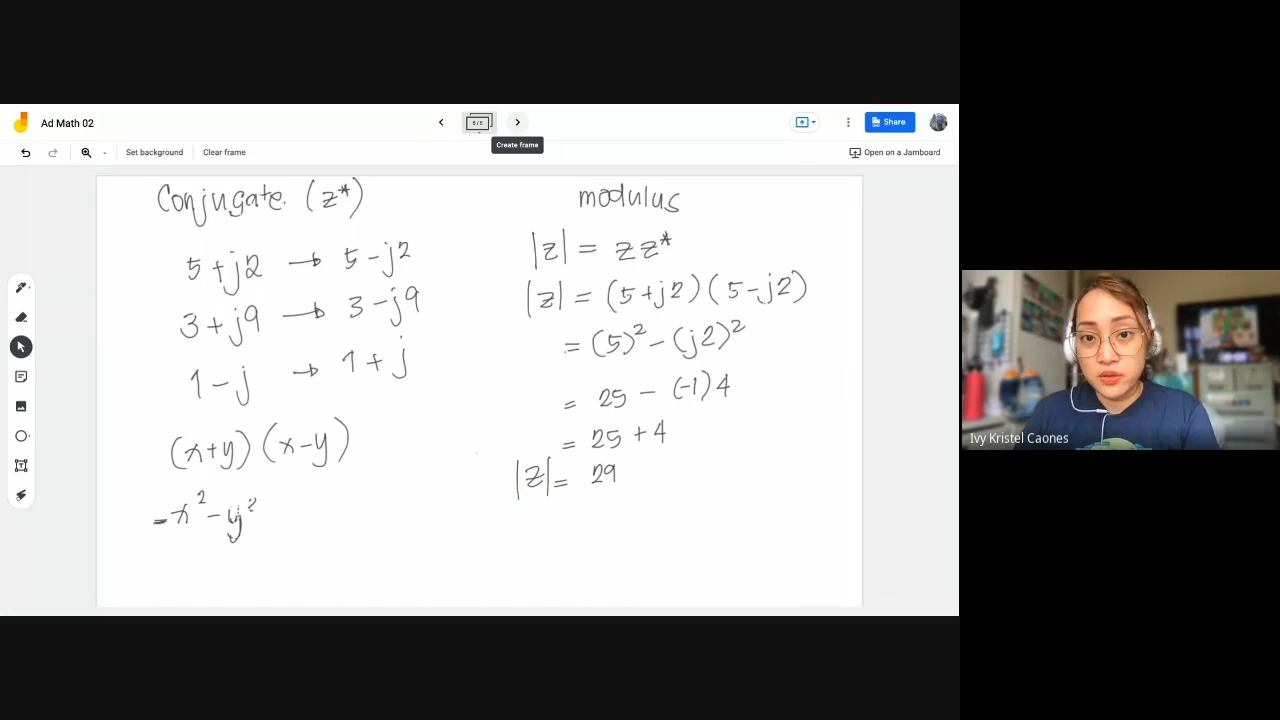 Ad Math 02
5 / 5
Share
Create frame
Set background
Clear frame
Open on a Jamboard
Conjugate. (z*)
5+j2 → 5-j2
3+j9 → 3-j9
1-j → 1+j
(x+y)(x-y)
=x²-y²
modulus
|z| = zz*
|z| = (5+j2)(5-j2)
= (5)²-(j2)²
= 25 - (-1)4
= 25 + 4
|z| = 29
Ivy Kristel Caones